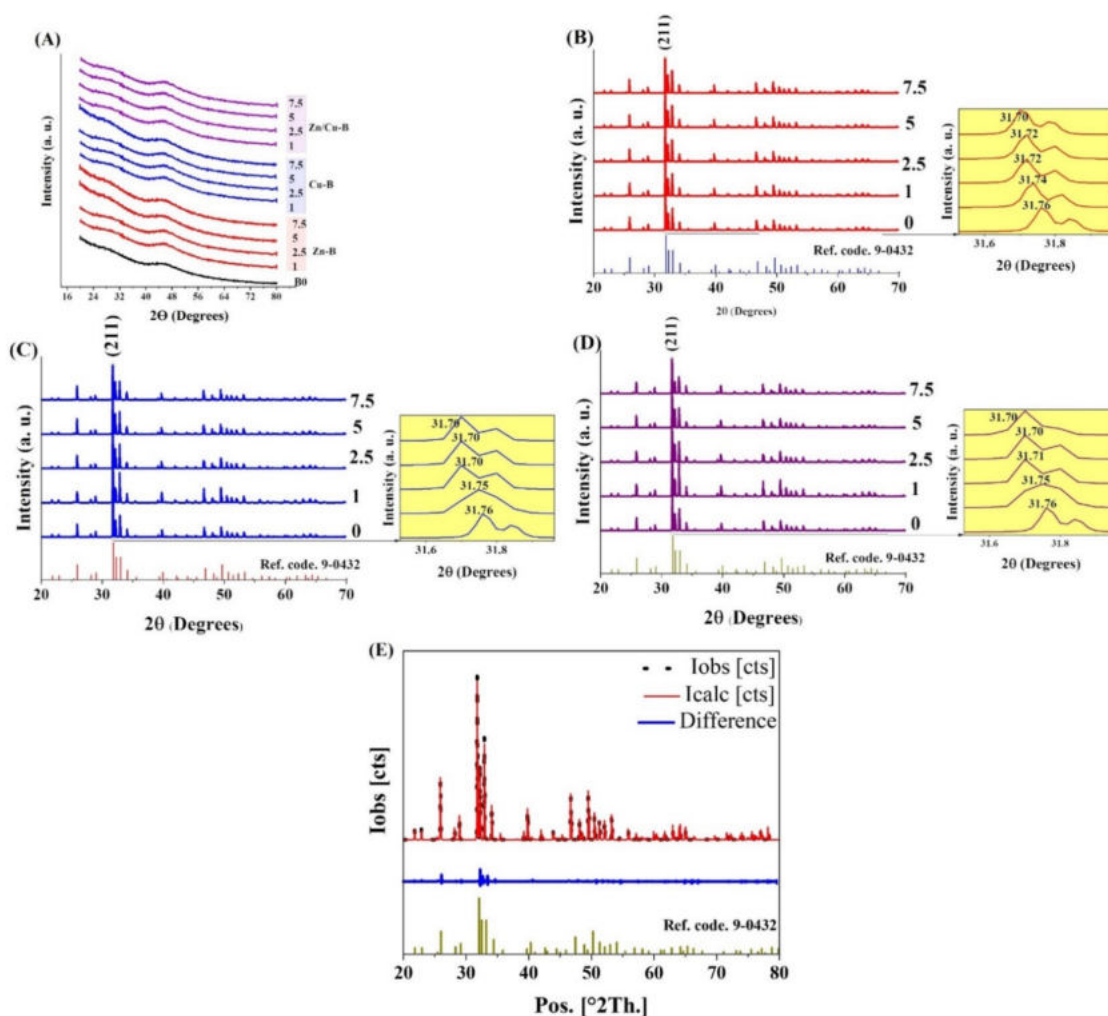 (A)
Intensity (a. u.)
7.5
5
2.5
1
Zn/Cu-B
7.5
5
2.5
1
Cu-B
7.5
5
2.5
1
Zn-B
B0
16 24 32 40 48 56 64 72 80
2Θ (Degrees)
(B)
(211)
Intensity (a. u.)
7.5
5
2.5
1
0
Ref. code. 9-0432
20 30 40 50 60 70
2θ (Degrees)
31.70
31.72
31.72
31.74
31.76
31.6 31.8
2θ (Degrees)
(C)
(211)
Intensity (a. u.)
7.5
5
2.5
1
0
Ref. code. 9-0432
20 30 40 50 60 70
2θ (Degrees)
31.70
31.70
31.70
31.75
31.76
31.6 31.8
2θ (Degrees)
(D)
(211)
Intensity (a. u.)
7.5
5
2.5
1
0
Ref. code. 9-0432
20 30 40 50 60 70
2θ (Degrees)
31.70
31.70
31.71
31.75
31.76
31.6 31.8
2θ (Degrees)
(E)
Iobs [cts]
Iobs [cts]
Icalc [cts]
Difference
Ref. code. 9-0432
20 30 40 50 60 70 80
Pos. [°2Th.]